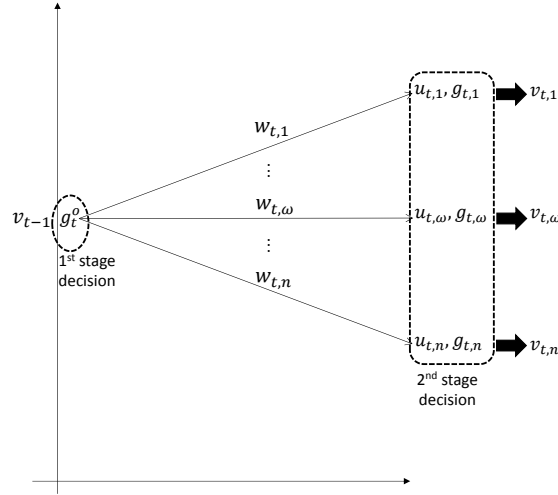 u_{t,1}, g_{t,1} v_{t,1}
w_{t,1}
⋮
v_{t−1} g_t^o w_{t,ω} u_{t,ω}, g_{t,ω} v_{t,ω}
1st stage
decision
⋮
w_{t,n}
u_{t,n}, g_{t,n} v_{t,n}
2nd stage
decision